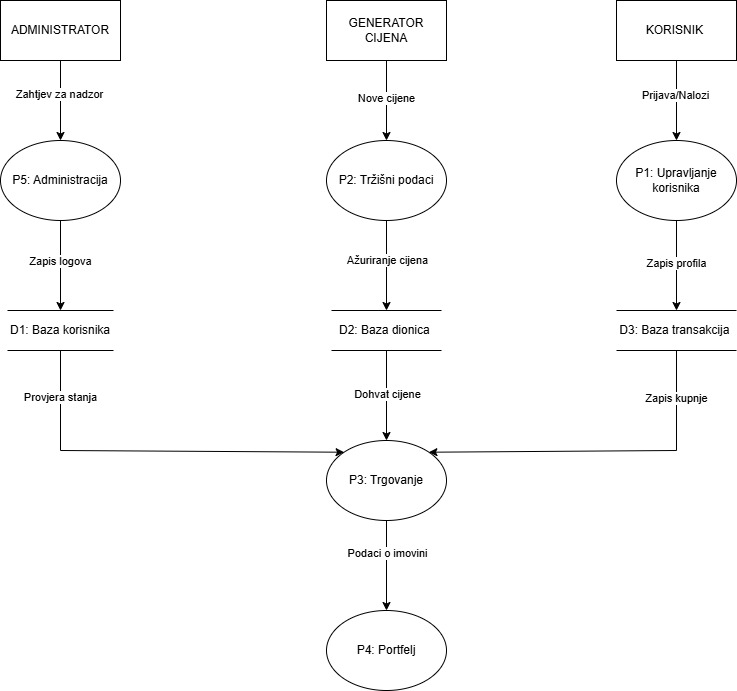 ADMINISTRATOR
GENERATOR
CIJENA
KORISNIK
Zahtjev za nadzor
Nove cijene
Prijava/Nalozi
P5: Administracija
P2: Tržišni podaci
P1: Upravljanje
korisnika
Zapis logova
Ažuriranje cijena
Zapis profila
D1: Baza korisnika
D2: Baza dionica
D3: Baza transakcija
Provjera stanja
Dohvat cijene
Zapis kupnje
P3: Trgovanje
Podaci o imovini
P4: Portfelj